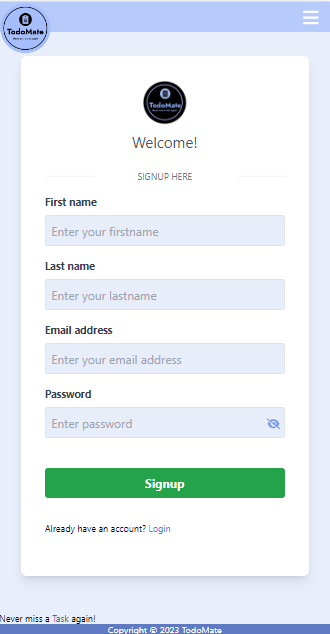 TodoMate
TodoMate
Welcome!
SIGNUP HERE
First name
Enter your firstname
Last name
Enter your lastname
Email address
Enter your email address
Password
Enter password
Signup
Already have an account? Login
Never miss a Task again!
Copyright © 2023 TodoMate